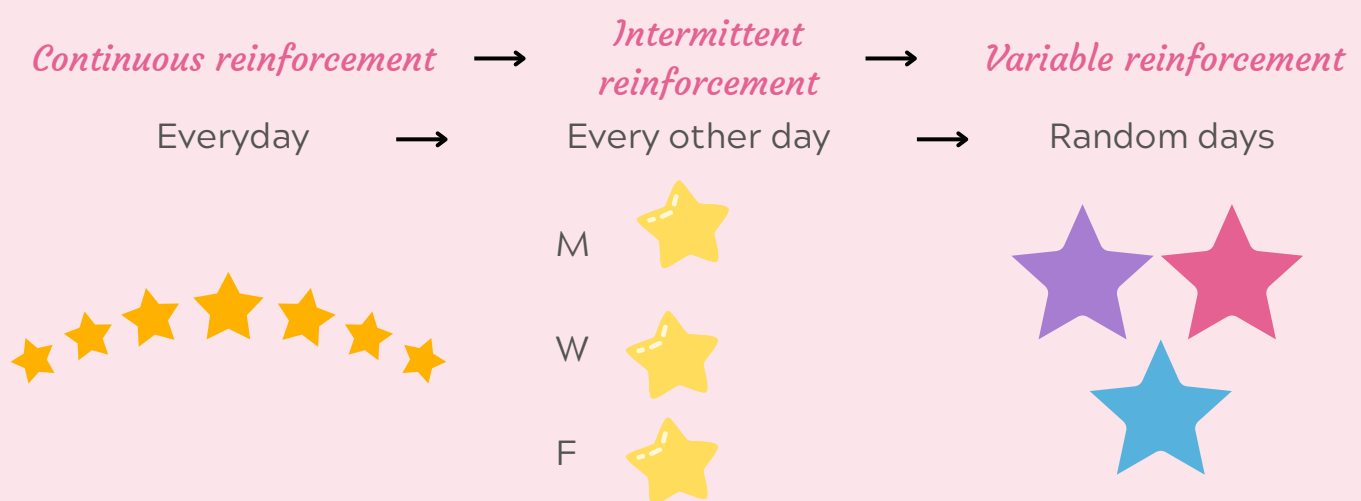 Continuous reinforcement → Intermittent reinforcement → Variable reinforcement
Everyday → Every other day → Random days
M
W
F